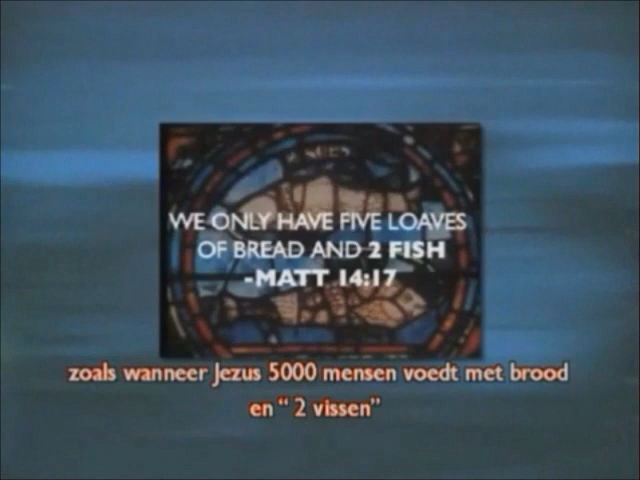 WE ONLY HAVE FIVE LOAVES
OF BREAD AND 2 FISH
-MATT 14:17
zoals wanneer Jezus 5000 mensen voedt met brood
en “ 2 vissen”